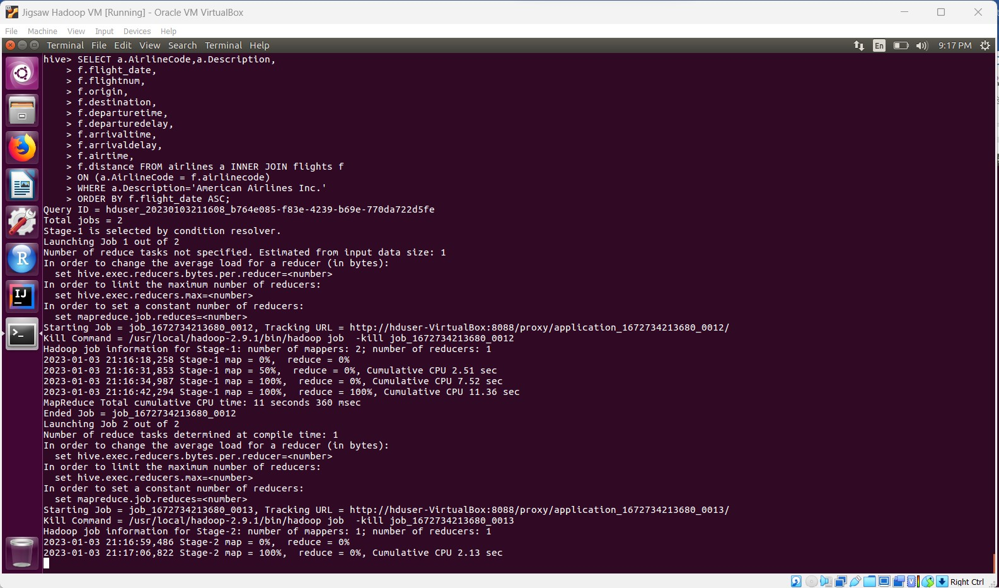 Jigsaw Hadoop VM [Running] - Oracle VM VirtualBox
File Machine View Input Devices Help
Terminal File Edit View Search Terminal Help En 9:17 PM
hive> SELECT a.AirlineCode,a.Description,
    > f.flight_date,
    > f.flightnum,
    > f.origin,
    > f.destination,
    > f.departuretime,
    > f.departuredelay,
    > f.arrivaltime,
    > f.arrivaldelay,
    > f.airtime,
    > f.distance FROM airlines a INNER JOIN flights f
    > ON (a.AirlineCode = f.airlinecode)
    > WHERE a.Description='American Airlines Inc.'
    > ORDER BY f.flight_date ASC;
Query ID = hduser_20230103211608_b764e085-f83e-4239-b69e-770da722d5fe
Total jobs = 2
Stage-1 is selected by condition resolver.
Launching Job 1 out of 2
Number of reduce tasks not specified. Estimated from input data size: 1
In order to change the average load for a reducer (in bytes):
  set hive.exec.reducers.bytes.per.reducer=<number>
In order to limit the maximum number of reducers:
  set hive.exec.reducers.max=<number>
In order to set a constant number of reducers:
  set mapreduce.job.reduces=<number>
Starting Job = job_1672734213680_0012, Tracking URL = http://hduser-VirtualBox:8088/proxy/application_1672734213680_0012/
Kill Command = /usr/local/hadoop-2.9.1/bin/hadoop job  -kill job_1672734213680_0012
Hadoop job information for Stage-1: number of mappers: 2; number of reducers: 1
2023-01-03 21:16:18,258 Stage-1 map = 0%,  reduce = 0%
2023-01-03 21:16:31,853 Stage-1 map = 50%,  reduce = 0%, Cumulative CPU 2.51 sec
2023-01-03 21:16:34,987 Stage-1 map = 100%,  reduce = 0%, Cumulative CPU 7.52 sec
2023-01-03 21:16:42,294 Stage-1 map = 100%,  reduce = 100%, Cumulative CPU 11.36 sec
MapReduce Total cumulative CPU time: 11 seconds 360 msec
Ended Job = job_1672734213680_0012
Launching Job 2 out of 2
Number of reduce tasks determined at compile time: 1
In order to change the average load for a reducer (in bytes):
  set hive.exec.reducers.bytes.per.reducer=<number>
In order to limit the maximum number of reducers:
  set hive.exec.reducers.max=<number>
In order to set a constant number of reducers:
  set mapreduce.job.reduces=<number>
Starting Job = job_1672734213680_0013, Tracking URL = http://hduser-VirtualBox:8088/proxy/application_1672734213680_0013/
Kill Command = /usr/local/hadoop-2.9.1/bin/hadoop job  -kill job_1672734213680_0013
Hadoop job information for Stage-2: number of mappers: 1; number of reducers: 1
2023-01-03 21:16:59,486 Stage-2 map = 0%,  reduce = 0%
2023-01-03 21:17:06,822 Stage-2 map = 100%,  reduce = 0%, Cumulative CPU 2.13 sec
R
IJ
>_
Right Ctrl